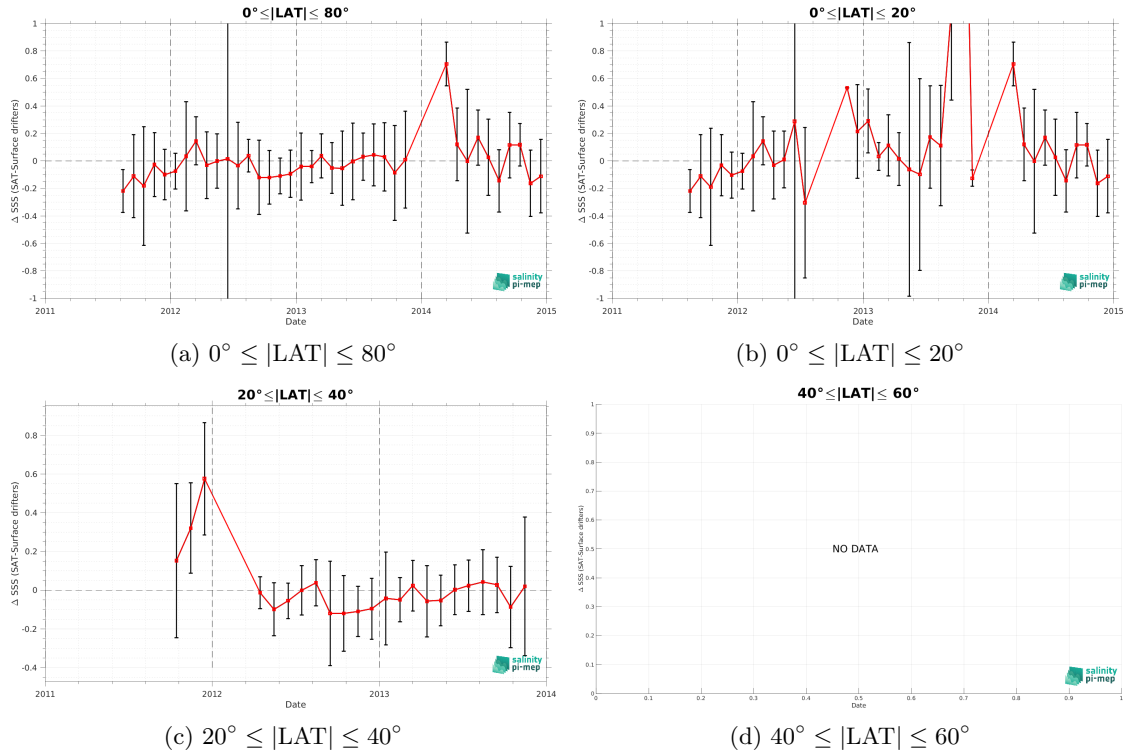 0°≤|LAT|≤ 80°
1
0.8
0.6
0.4
0.2
0
-0.2
-0.4
-0.6
-0.8
-1
Δ SSS (SAT-Surface drifters)
2011
2012
2013
2014
2015
Date
salinity
pi-mep
(a) 0° ≤ |LAT| ≤ 80°
0°≤|LAT|≤ 20°
1
0.8
0.6
0.4
0.2
0
-0.2
-0.4
-0.6
-0.8
-1
Δ SSS (SAT-Surface drifters)
2011
2012
2013
2014
2015
Date
salinity
pi-mep
(b) 0° ≤ |LAT| ≤ 20°
20°≤|LAT|≤ 40°
0.8
0.6
0.4
0.2
0
-0.2
-0.4
Δ SSS (SAT-Surface drifters)
2011
2012
2013
2014
Date
salinity
pi-mep
(c) 20° ≤ |LAT| ≤ 40°
40°≤|LAT|≤ 60°
1
0.9
0.8
0.7
0.6
0.5
0.4
0.3
0.2
0.1
0
Δ SSS (SAT-Surface drifters)
NO DATA
0
0.1
0.2
0.3
0.4
0.5
0.6
0.7
0.8
0.9
1
Date
salinity
pi-mep
(d) 40° ≤ |LAT| ≤ 60°